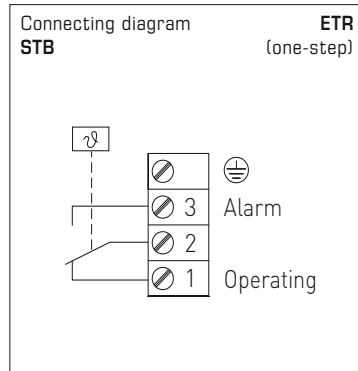 Connecting diagram ETR
STB (one-step)
ϑ
3 Alarm
2
1 Operating